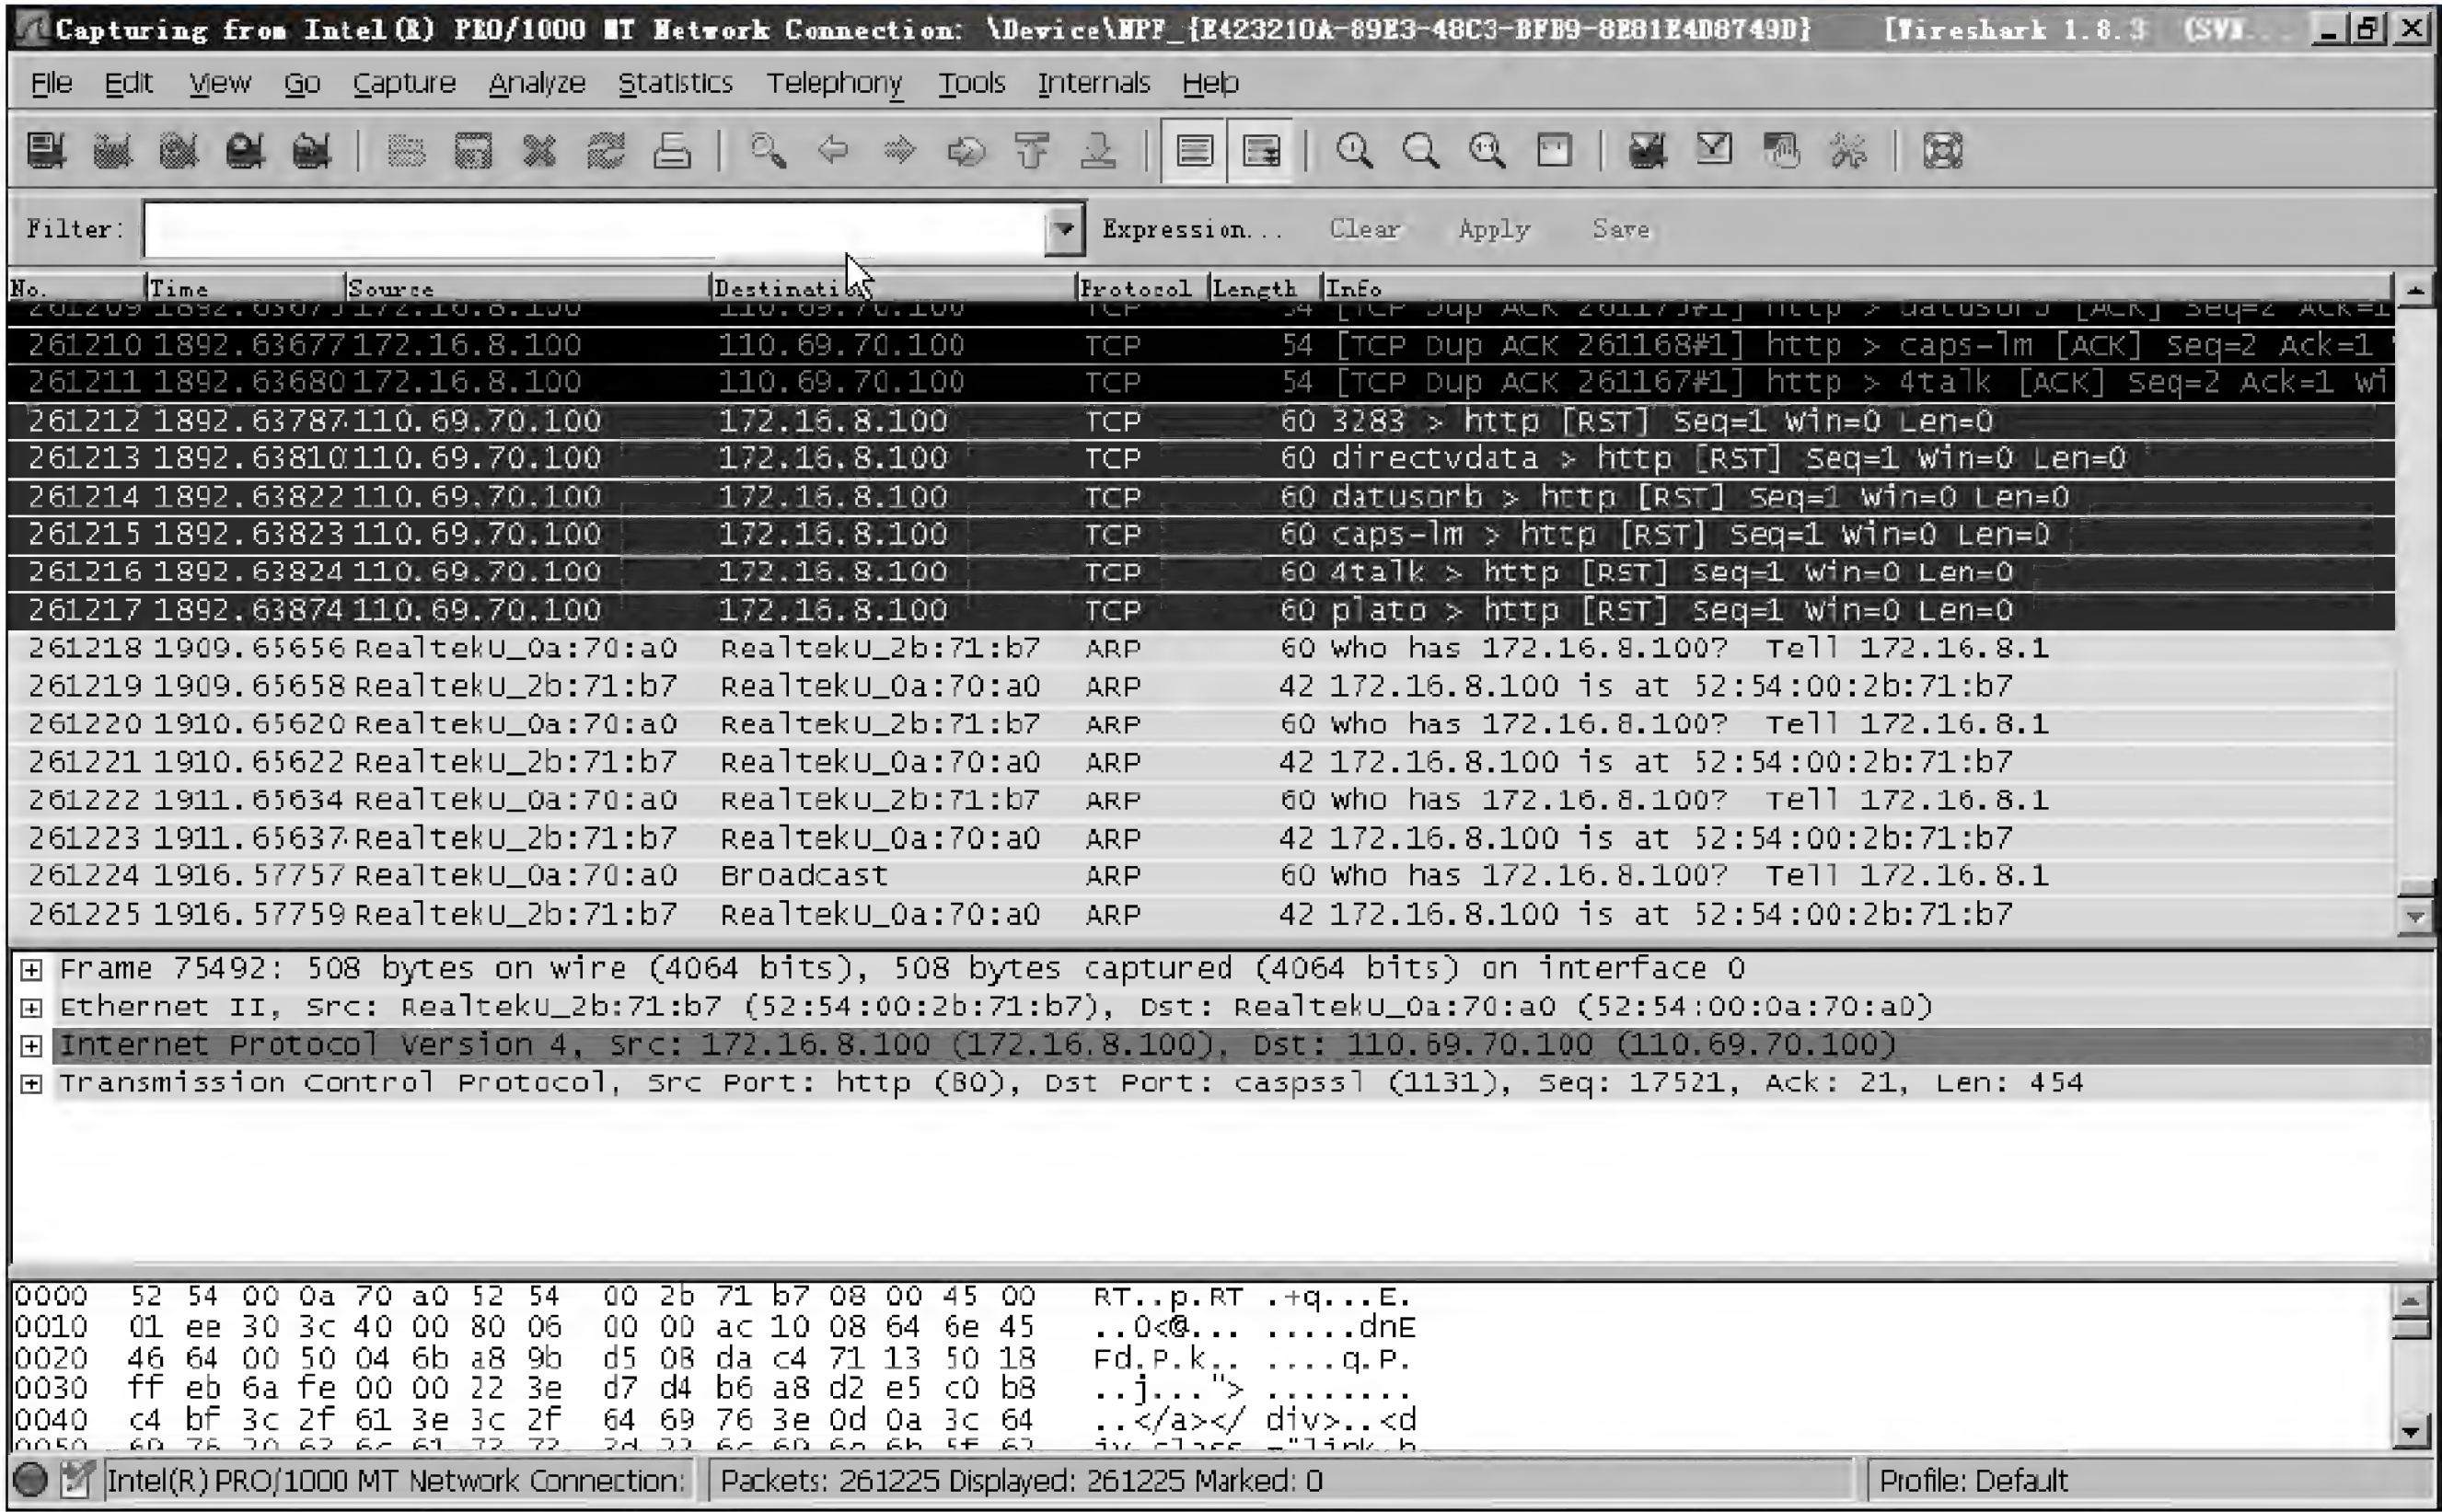 Capturing from Intel(R) PRO/1000 MT Network Connection: \Device\NPF_{E423210A-89E3-48C3-BFB9-8E81E4D8749D} [Wireshark 1.8.3 (SVN...
File Edit View Go Capture Analyze Statistics Telephony Tools Internals Help
Filter: Expression... Clear Apply Save
No. Time Source Destination Protocol Length Info
261210 1892.63677 172.16.8.100 110.69.70.100 TCP 54 [TCP Dup ACK 261168#1] http > caps-lm [ACK] Seq=2 Ack=1
261211 1892.63680 172.16.8.100 110.69.70.100 TCP 54 [TCP Dup ACK 261167#1] http > 4talk [ACK] Seq=2 Ack=1 Wi
261212 1892.63787 110.69.70.100 172.16.8.100 TCP 60 3283 > http [RST] Seq=1 Win=0 Len=0
261213 1892.63810 110.69.70.100 172.16.8.100 TCP 60 directvdata > http [RST] Seq=1 Win=0 Len=0
261214 1892.63822 110.69.70.100 172.16.8.100 TCP 60 datusorb > http [RST] Seq=1 Win=0 Len=0
261215 1892.63823 110.69.70.100 172.16.8.100 TCP 60 caps-lm > http [RST] Seq=1 Win=0 Len=0
261216 1892.63824 110.69.70.100 172.16.8.100 TCP 60 4talk > http [RST] Seq=1 Win=0 Len=0
261217 1892.63874 110.69.70.100 172.16.8.100 TCP 60 plato > http [RST] Seq=1 Win=0 Len=0
261218 1909.65656 RealtekU_0a:70:a0 RealtekU_2b:71:b7 ARP 60 Who has 172.16.8.100? Tell 172.16.8.1
261219 1909.65658 RealtekU_2b:71:b7 RealtekU_0a:70:a0 ARP 42 172.16.8.100 is at 52:54:00:2b:71:b7
261220 1910.65620 RealtekU_0a:70:a0 RealtekU_2b:71:b7 ARP 60 Who has 172.16.8.100? Tell 172.16.8.1
261221 1910.65622 RealtekU_2b:71:b7 RealtekU_0a:70:a0 ARP 42 172.16.8.100 is at 52:54:00:2b:71:b7
261222 1911.65634 RealtekU_0a:70:a0 RealtekU_2b:71:b7 ARP 60 Who has 172.16.8.100? Tell 172.16.8.1
261223 1911.65637 RealtekU_2b:71:b7 RealtekU_0a:70:a0 ARP 42 172.16.8.100 is at 52:54:00:2b:71:b7
261224 1916.57757 RealtekU_0a:70:a0 Broadcast ARP 60 Who has 172.16.8.100? Tell 172.16.8.1
261225 1916.57759 RealtekU_2b:71:b7 RealtekU_0a:70:a0 ARP 42 172.16.8.100 is at 52:54:00:2b:71:b7
Frame 75492: 508 bytes on wire (4064 bits), 508 bytes captured (4064 bits) on interface 0
Ethernet II, Src: RealtekU_2b:71:b7 (52:54:00:2b:71:b7), Dst: RealtekU_0a:70:a0 (52:54:00:0a:70:a0)
Internet Protocol Version 4, Src: 172.16.8.100 (172.16.8.100), Dst: 110.69.70.100 (110.69.70.100)
Transmission Control Protocol, Src Port: http (80), Dst Port: caspssl (1131), Seq: 17521, Ack: 21, Len: 454
0000 52 54 00 0a 70 a0 52 54 00 2b 71 b7 08 00 45 00 RT..p.RT .+q...E.
0010 01 ee 30 3c 40 00 80 06 00 00 ac 10 08 64 6e 45 ..0<@... .....dnE
0020 46 64 00 50 04 6b a8 9b d5 08 da c4 71 13 50 18 Fd.P.k.. ....q.P.
0030 ff eb 6a fe 00 00 22 3e d7 d4 b6 a8 d2 e5 c0 b8 ..j..."> ........
0040 c4 bf 3c 2f 61 3e 3c 2f 64 69 76 3e 0d 0a 3c 64 ..</a></ div>..<d
Intel(R) PRO/1000 MT Network Connection: Packets: 261225 Displayed: 261225 Marked: 0 Profile: Default